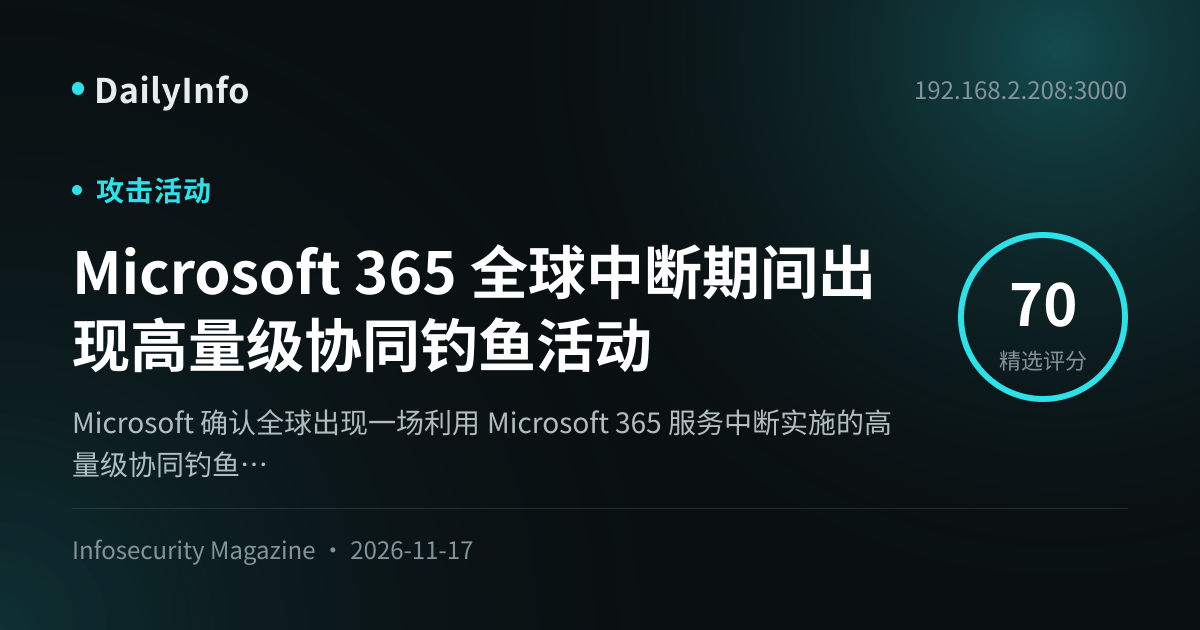 DailyInfo
192.168.2.208:3000
攻击活动
Microsoft 365 全球中断期间出
现高量级协同钓鱼活动
70
精选评分
Microsoft 确认全球出现一场利用 Microsoft 365 服务中断实施的高
量级协同钓鱼…
Infosecurity Magazine • 2026-11-17